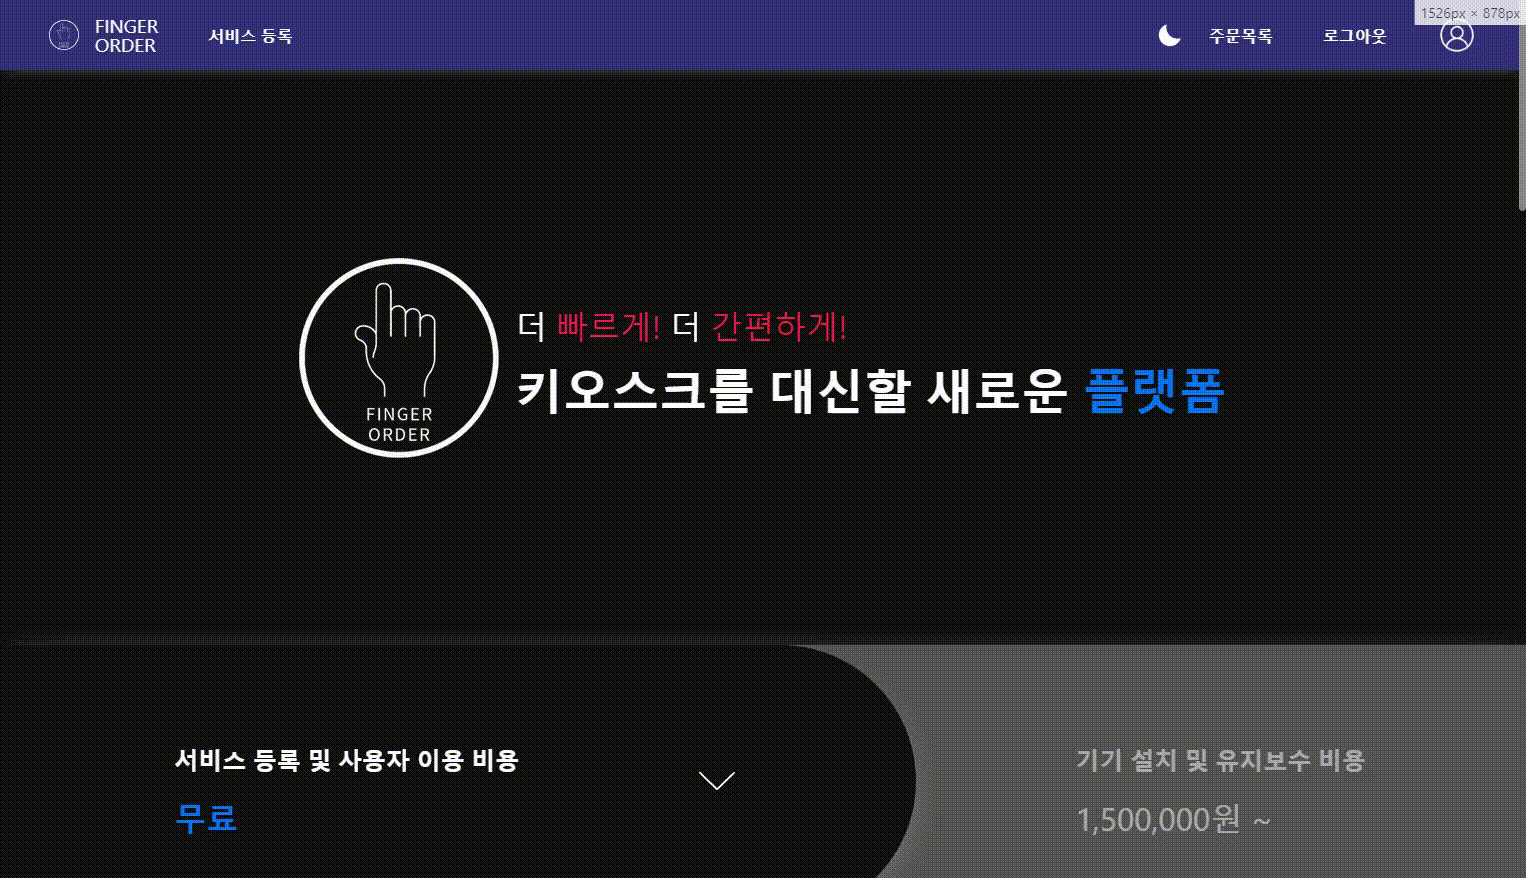 1526px × 878px
FINGER
ORDER
서비스 등록
주문목록
로그아웃
더 빠르게! 더 간편하게!
키오스크를 대신할 새로운 플랫폼
FINGER
ORDER
서비스 등록 및 사용자 이용 비용
무료
기기 설치 및 유지보수 비용
1,500,000원 ~